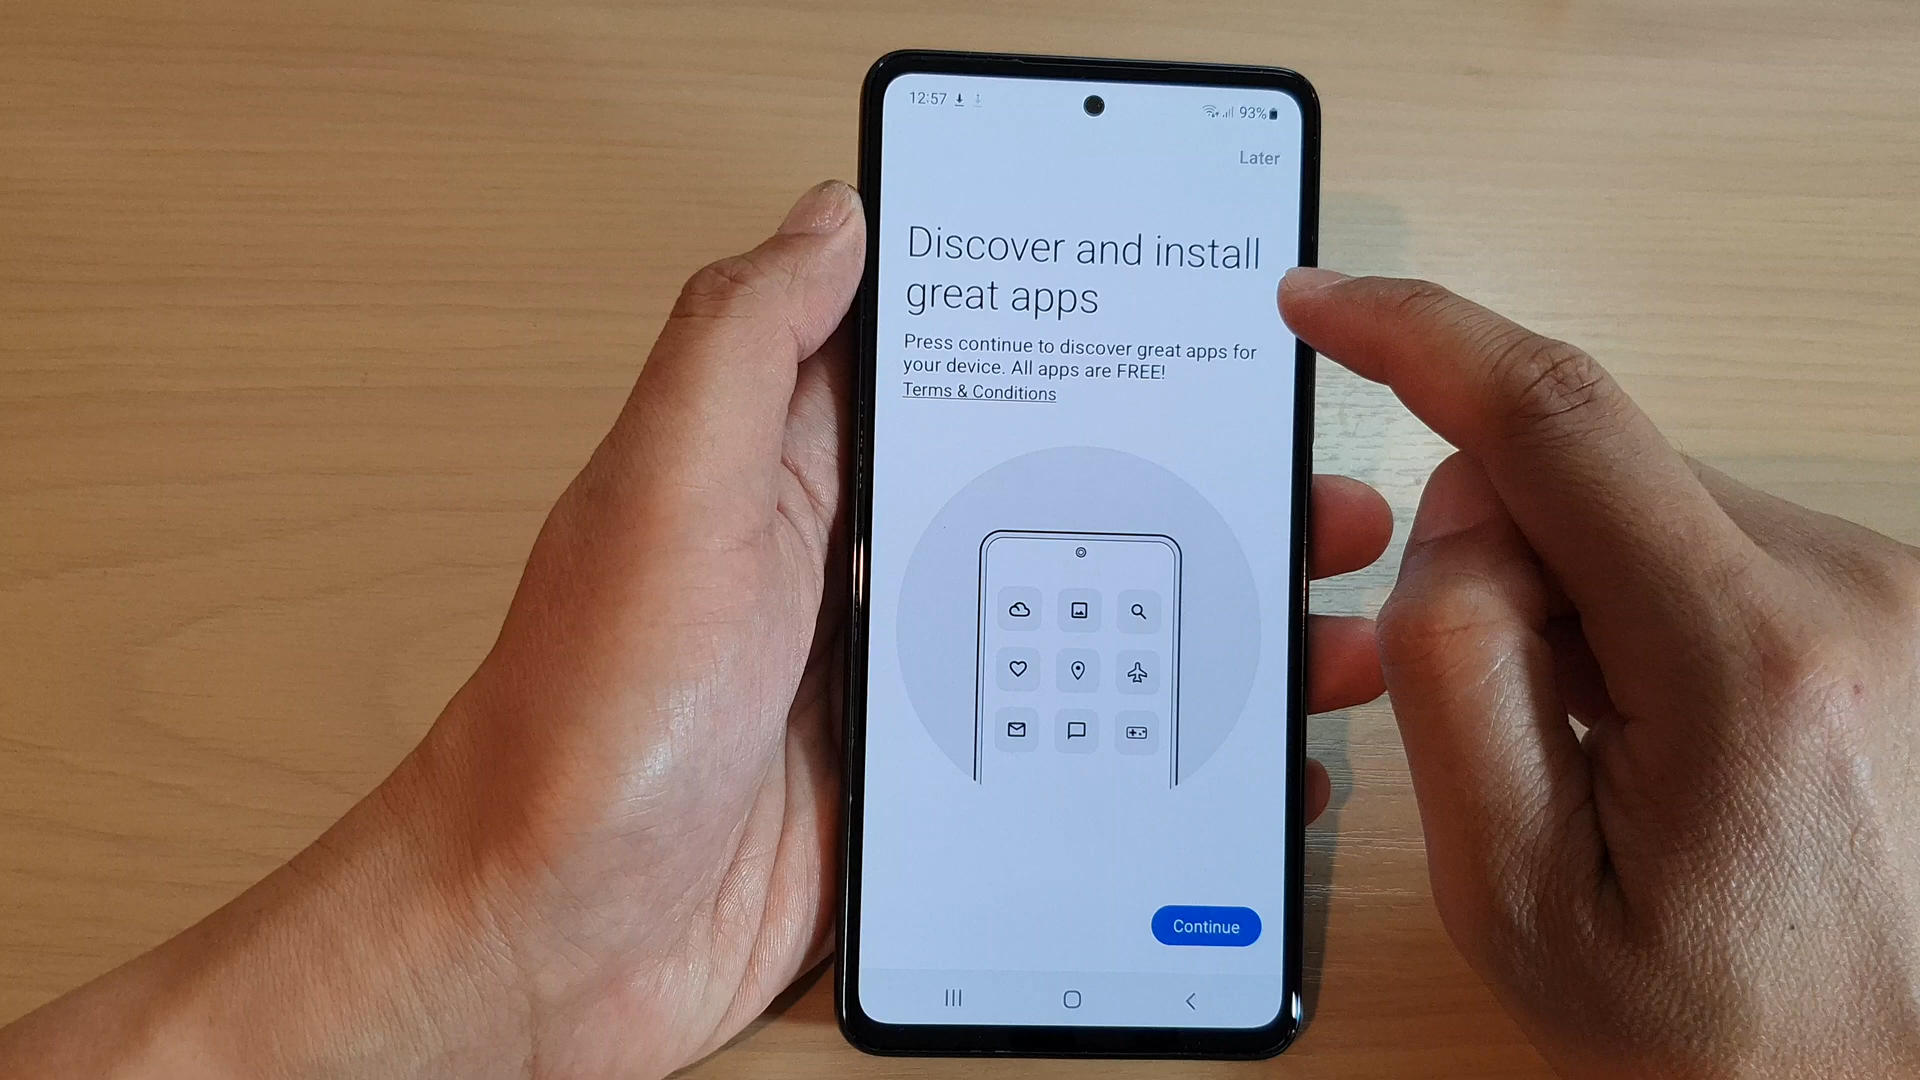 12:57
93%
Later
Discover and install
great apps
Press continue to discover great apps for
your device. All apps are FREE!
Terms & Conditions
Continue